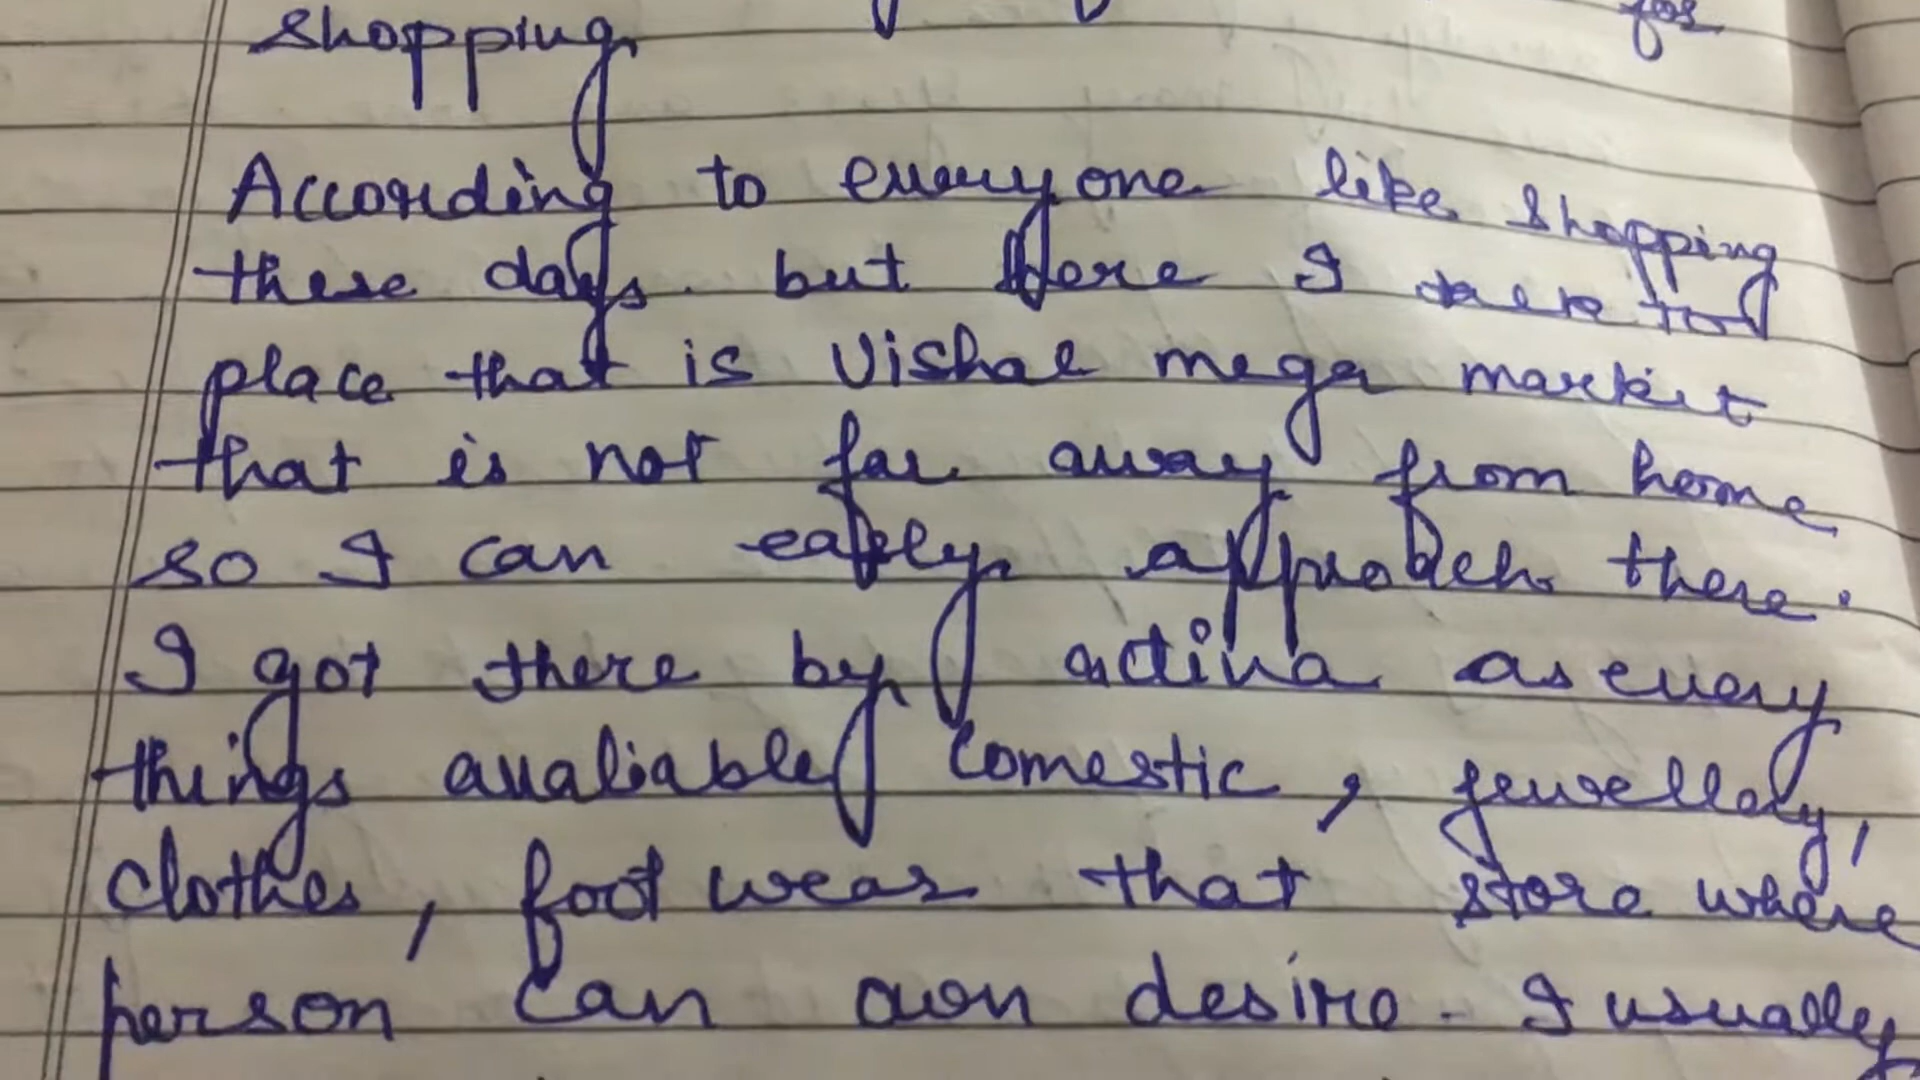 for
shopping.
According to everyone like shopping
these days. but here I
place that is Vishal mega market
that is not far away from home
so I can easily approach there.
I got there by activa as every
things avaliable comestic, jewellery,
clothes, foot wear that store where
person can own desire. I usually